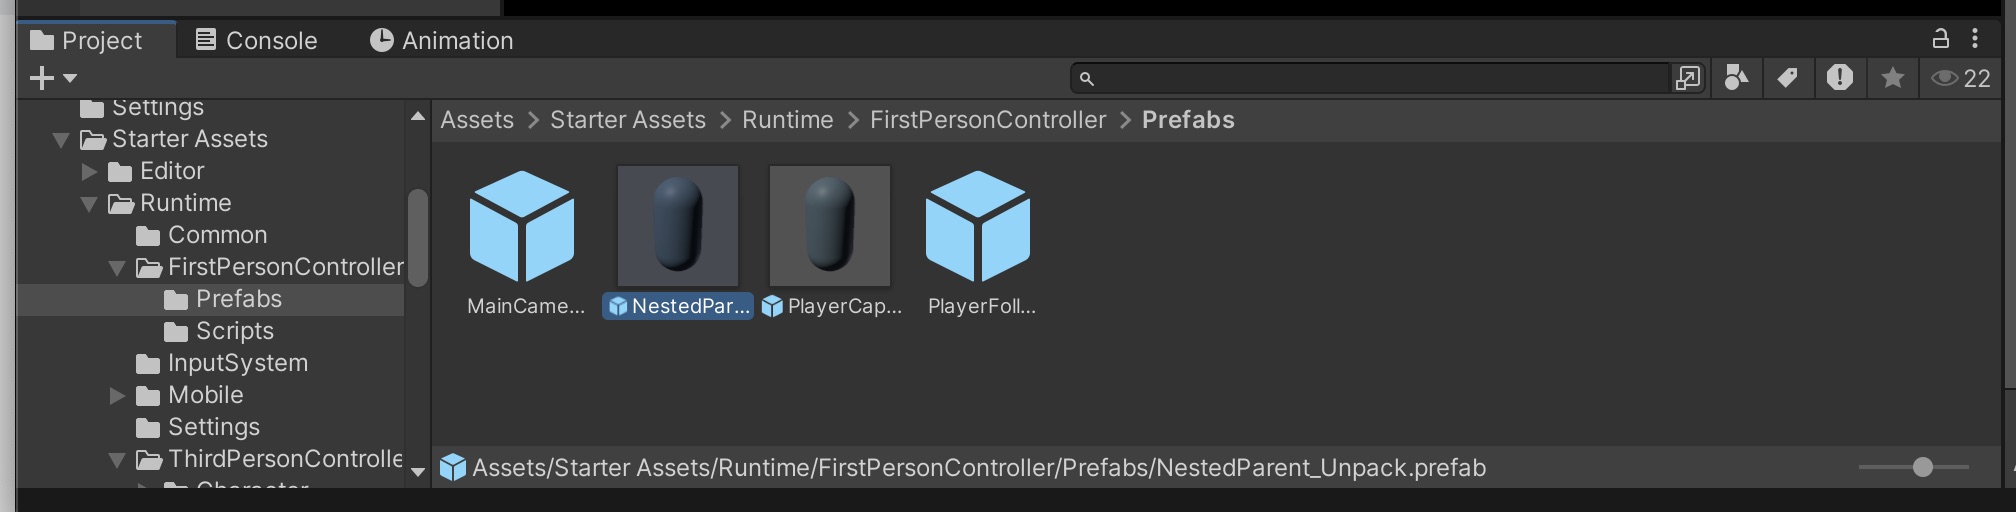 Project
Console
Animation
22
Settings
Starter Assets
Editor
Runtime
Common
FirstPersonController
Prefabs
Scripts
InputSystem
Mobile
Settings
ThirdPersonControlle
Character
Assets > Starter Assets > Runtime > FirstPersonController > Prefabs
MainCame...
NestedPar...
PlayerCap...
PlayerFoll...
Assets/Starter Assets/Runtime/FirstPersonController/Prefabs/NestedParent_Unpack.prefab